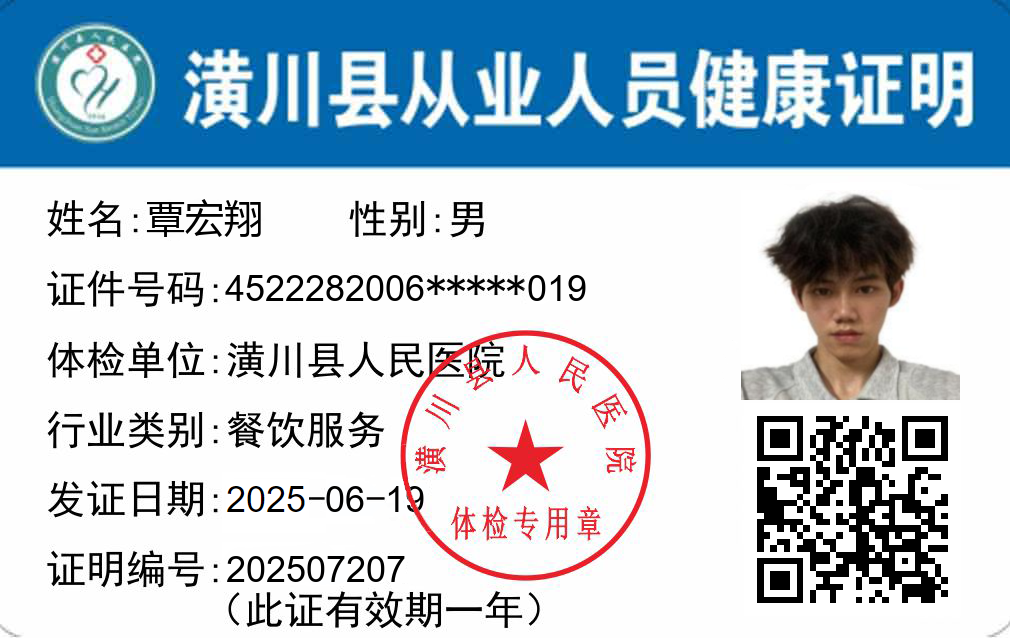 潢川县从业人员健康证明
姓名:覃宏翔 性别:男
证件号码:4522282006*****019
体检单位:潢川县人民医院
行业类别:餐饮服务
发证日期:2025-06-19
证明编号:202507207
(此证有效期一年)
潢川县人民医院
体检专用章